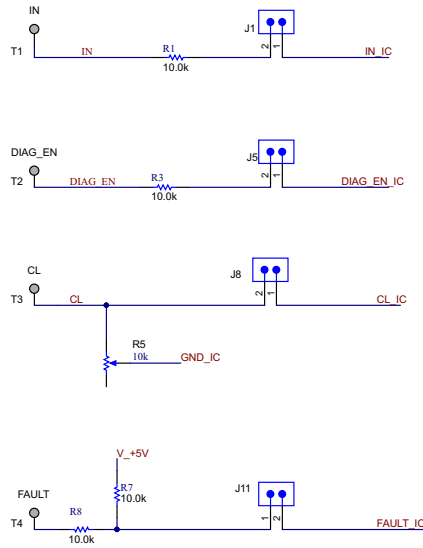 IN
J1
T1
IN
R1
10.0k
2
1
IN_IC
DIAG_EN
J5
T2
DIAG_EN
R3
10.0k
2
1
DIAG_EN_IC
CL
J8
T3
CL
2
1
CL_IC
R5
10k
GND_IC
V_+5V
FAULT
R7
10.0k
J11
T4
R8
10.0k
1
2
FAULT_IC